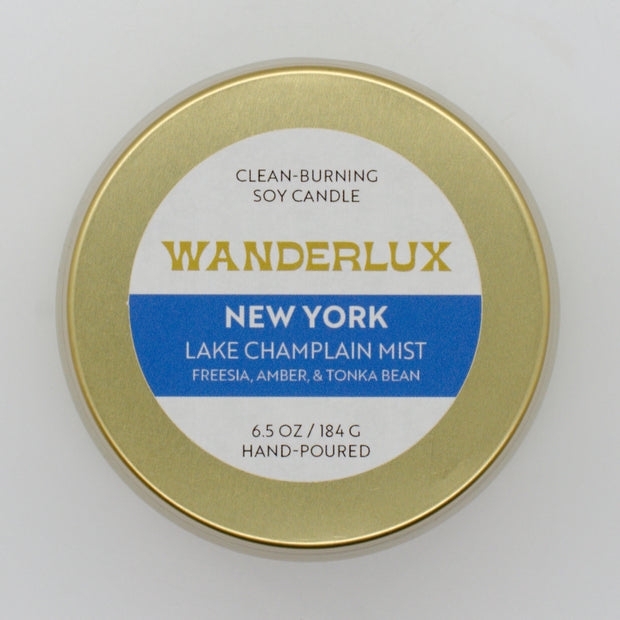 CLEAN-BURNING
SOY CANDLE
WANDERLUX
NEW YORK
LAKE CHAMPLAIN MIST
FREESIA, AMBER, & TONKA BEAN
6.5 OZ / 184 G
HAND-POURED